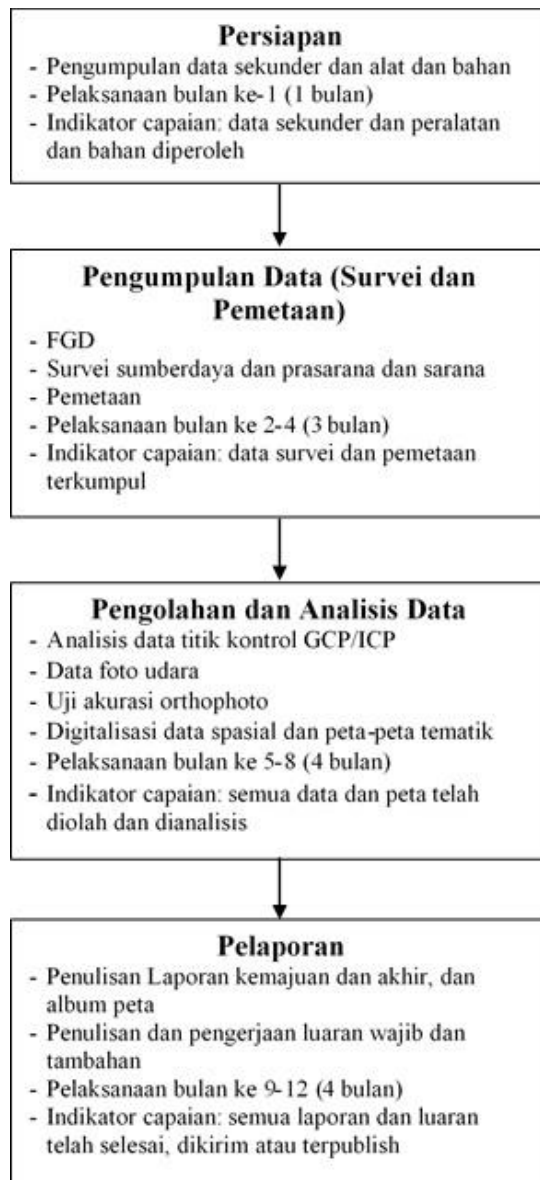 Persiapan
- Pengumpulan data sekunder dan alat dan bahan
- Pelaksanaan bulan ke-1 (1 bulan)
- Indikator capaian: data sekunder dan peralatan
dan bahan diperoleh
Pengumpulan Data (Survei dan
Pemetaan)
- FGD
- Survei sumberdaya dan prasarana dan sarana
- Pemetaan
- Pelaksanaan bulan ke 2-4 (3 bulan)
- Indikator capaian: data survei dan pemetaan
terkumpul
Pengolahan dan Analisis Data
- Analisis data titik kontrol GCP/ICP
- Data foto udara
- Uji akurasi orthophoto
- Digitalisasi data spasial dan peta-peta tematik
- Pelaksanaan bulan ke 5-8 (4 bulan)
- Indikator capaian: semua data dan peta telah
diolah dan dianalisis
Pelaporan
- Penulisan Laporan kemajuan dan akhir, dan
album peta
- Penulisan dan pengerjaan luaran wajib dan
tambahan
- Pelaksanaan bulan ke 9-12 (4 bulan)
- Indikator capaian: semua laporan dan luaran
telah selesai, dikirim atau terpublish